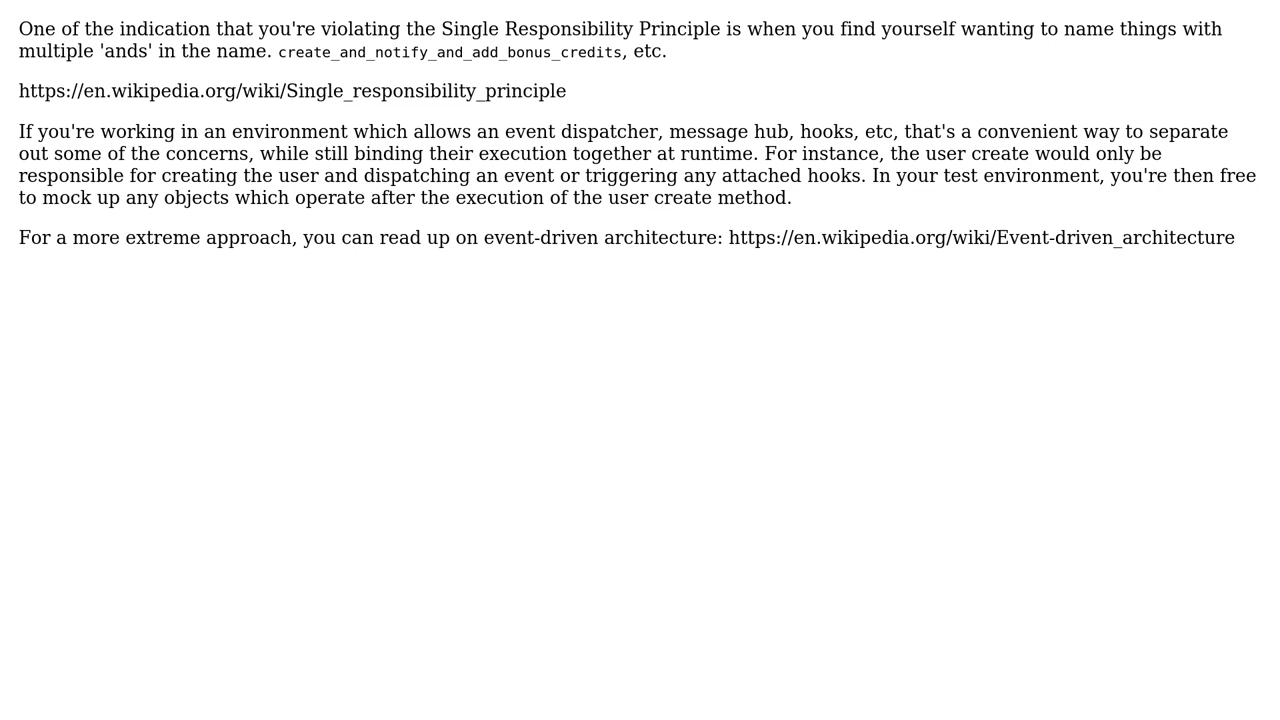 One of the indication that you're violating the Single Responsibility Principle is when you find yourself wanting to name things with
multiple 'ands' in the name. create_and_notify_and_add_bonus_credits, etc.
https://en.wikipedia.org/wiki/Single_responsibility_principle
If you're working in an environment which allows an event dispatcher, message hub, hooks, etc, that's a convenient way to separate
out some of the concerns, while still binding their execution together at runtime. For instance, the user create would only be
responsible for creating the user and dispatching an event or triggering any attached hooks. In your test environment, you're then free
to mock up any objects which operate after the execution of the user create method.
For a more extreme approach, you can read up on event-driven architecture: https://en.wikipedia.org/wiki/Event-driven_architecture